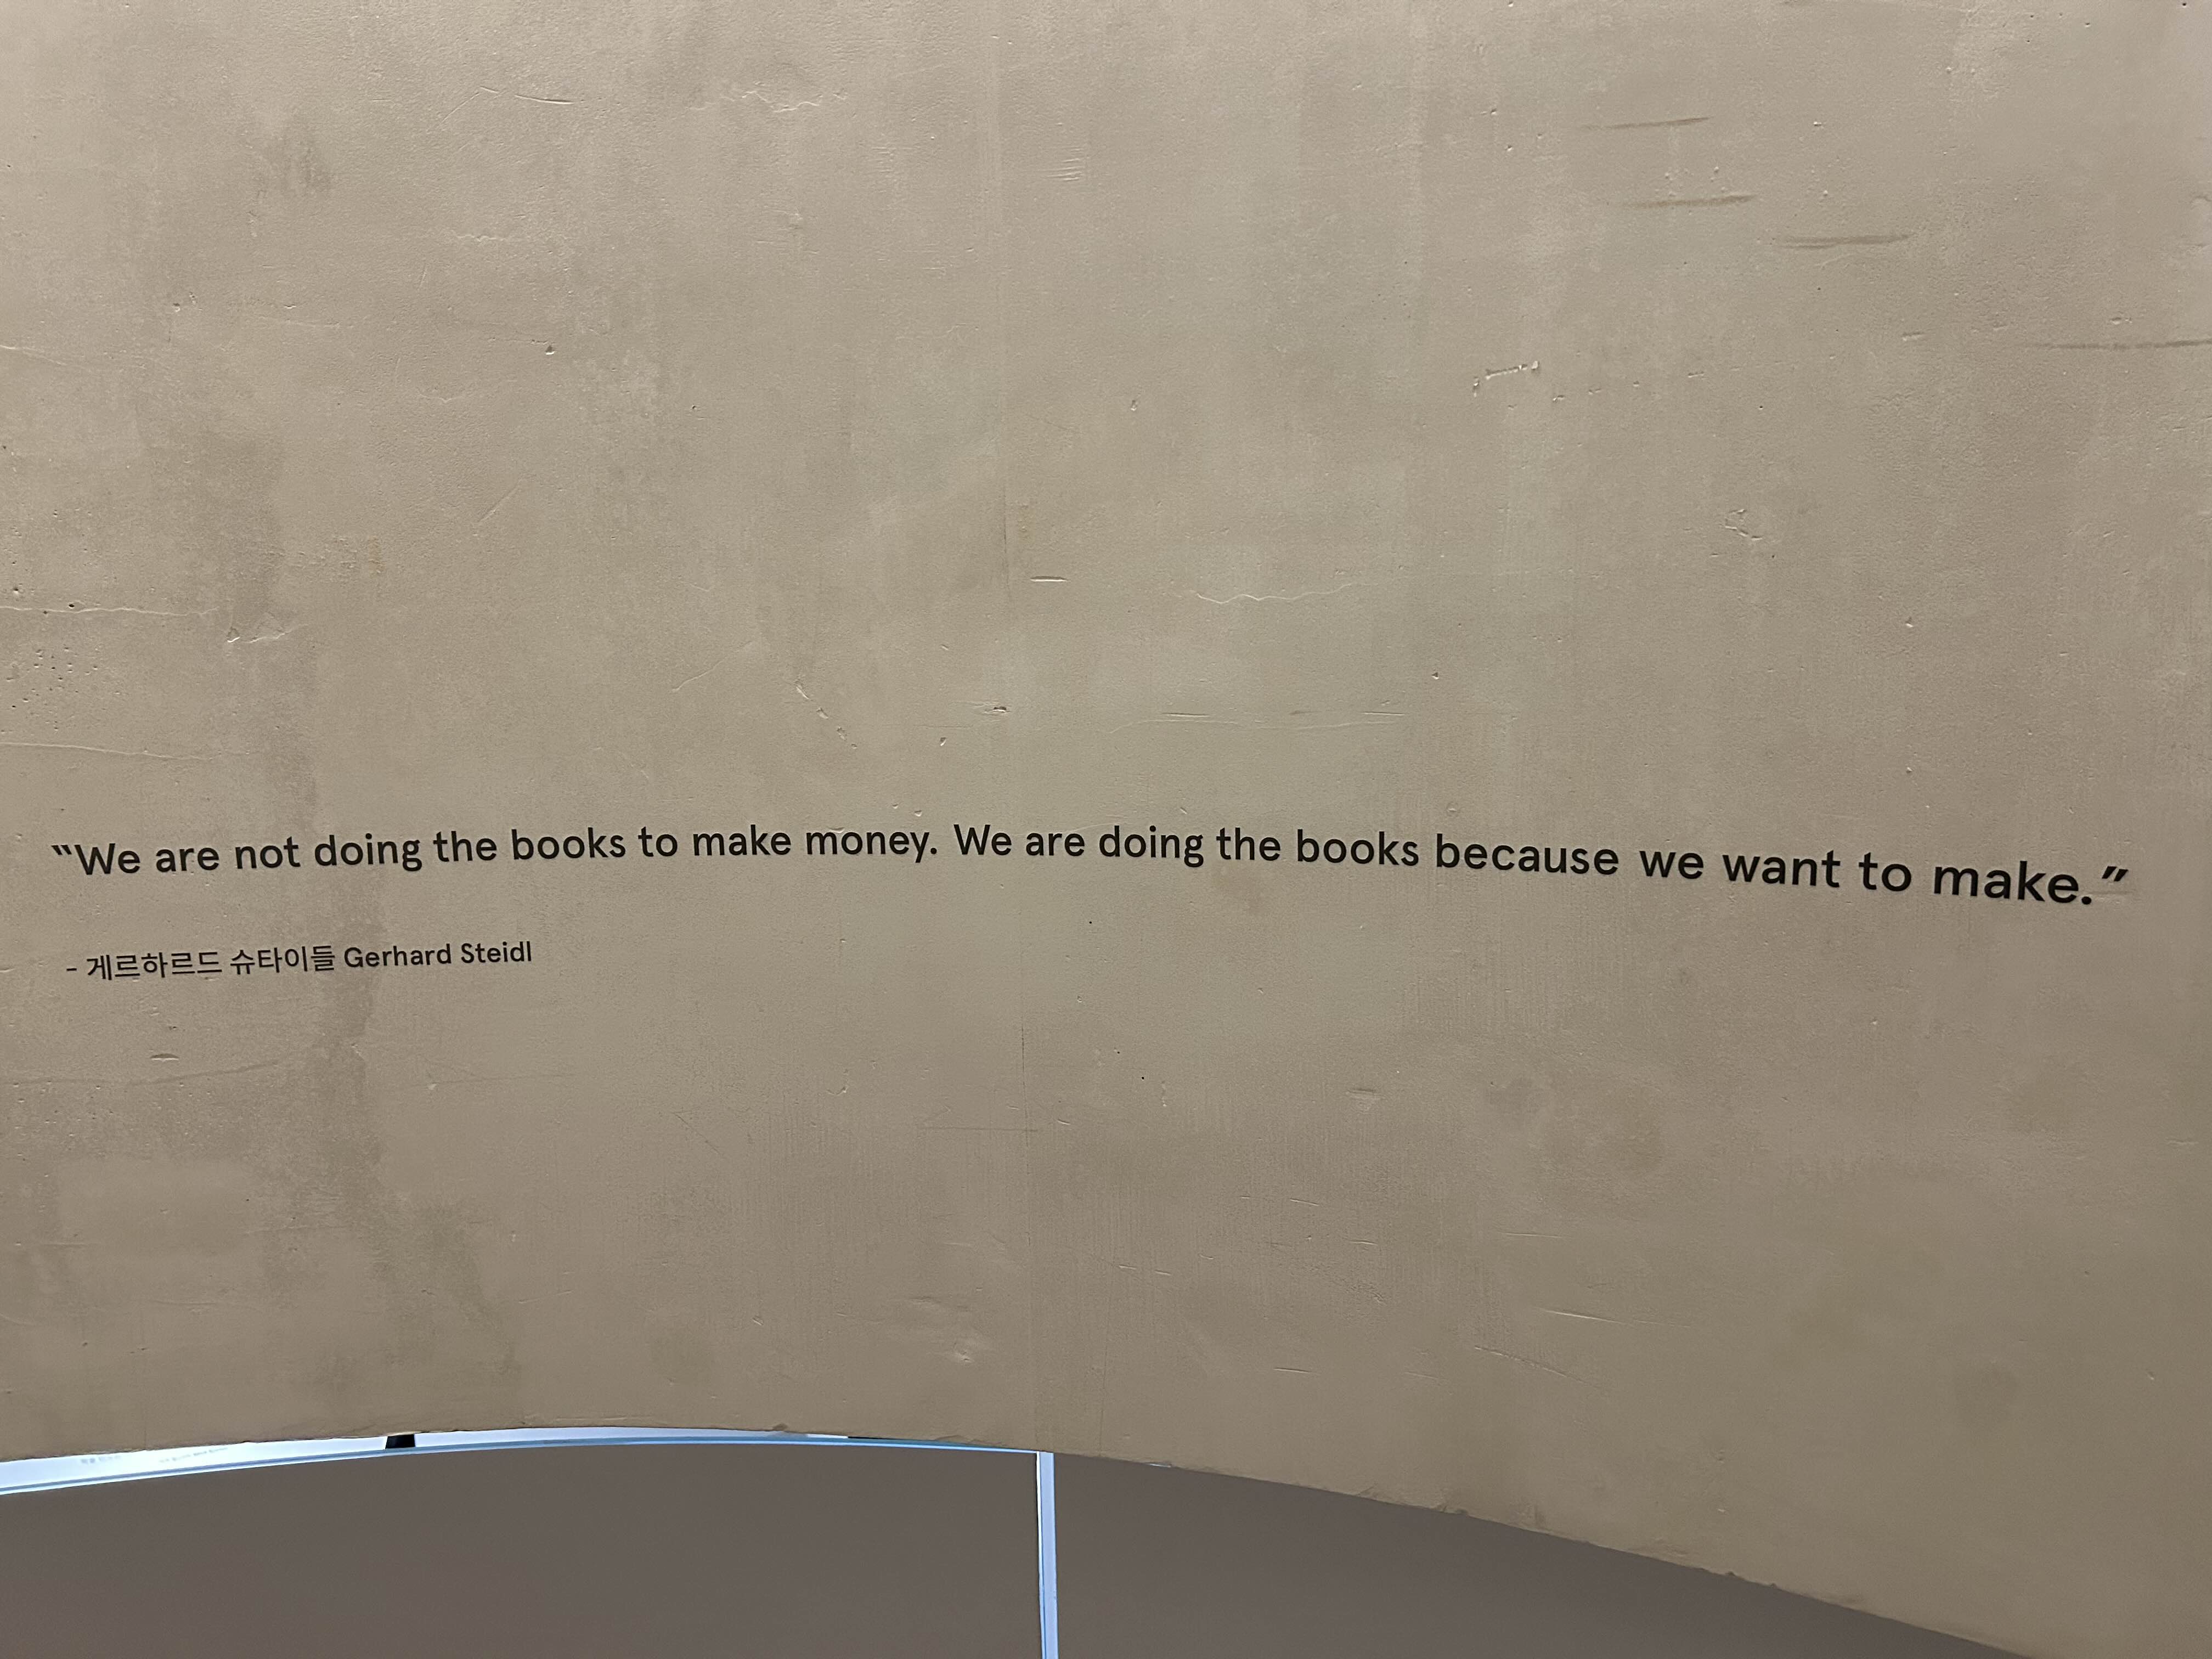 “We are not doing the books to make money. We are doing the books because we want to make.”
- 게르하르드 슈타이들 Gerhard Steidl